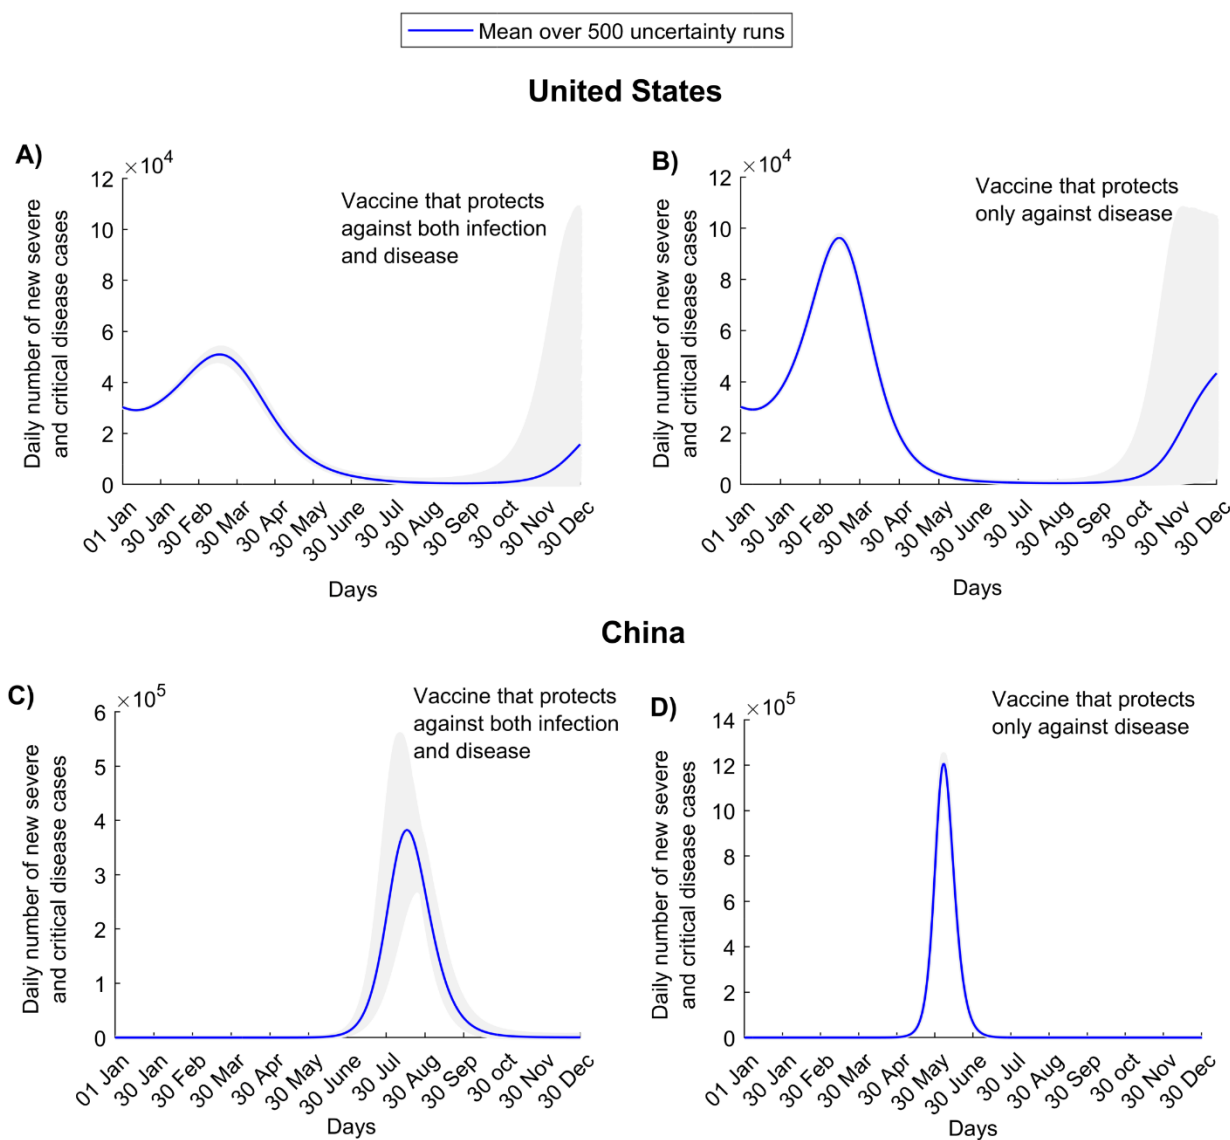 Mean over 500 uncertainty runs
United States
A)
×10⁴
Vaccine that protects
against both infection
and disease
Daily number of new severe
and critical disease cases
12
10
8
6
4
2
0
01 Jan
30 Jan
30 Feb
30 Mar
30 Apr
30 May
30 June
30 Jul
30 Aug
30 Sep
30 oct
30 Nov
30 Dec
Days
B)
×10⁴
Vaccine that protects
only against disease
Daily number of new severe
and critical disease cases
12
10
8
6
4
2
0
01 Jan
30 Jan
30 Feb
30 Mar
30 Apr
30 May
30 June
30 Jul
30 Aug
30 Sep
30 oct
30 Nov
30 Dec
Days
China
C)
×10⁵
Vaccine that protects
against both infection
and disease
Daily number of new severe
and critical disease cases
6
5
4
3
2
1
0
01 Jan
30 Jan
30 Feb
30 Mar
30 Apr
30 May
30 June
30 Jul
30 Aug
30 Sep
30 oct
30 Nov
30 Dec
Days
D)
×10⁵
Vaccine that protects
only against disease
Daily number of new severe
and critical disease cases
14
12
10
8
6
4
2
0
01 Jan
30 Jan
30 Feb
30 Mar
30 Apr
30 May
30 June
30 Jul
30 Aug
30 Sep
30 oct
30 Nov
30 Dec
Days